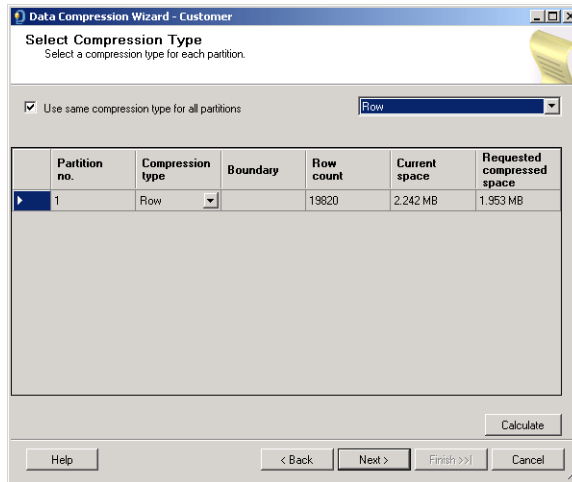 Data Compression Wizard - Customer
Select Compression Type
Select a compression type for each partition.
Use same compression type for all partitions
Row
Partition no.
Compression type
Boundary
Row count
Current space
Requested compressed space
1
Row
19820
2.242 MB
1.953 MB
Calculate
Help
< Back
Next >
Finish >>|
Cancel